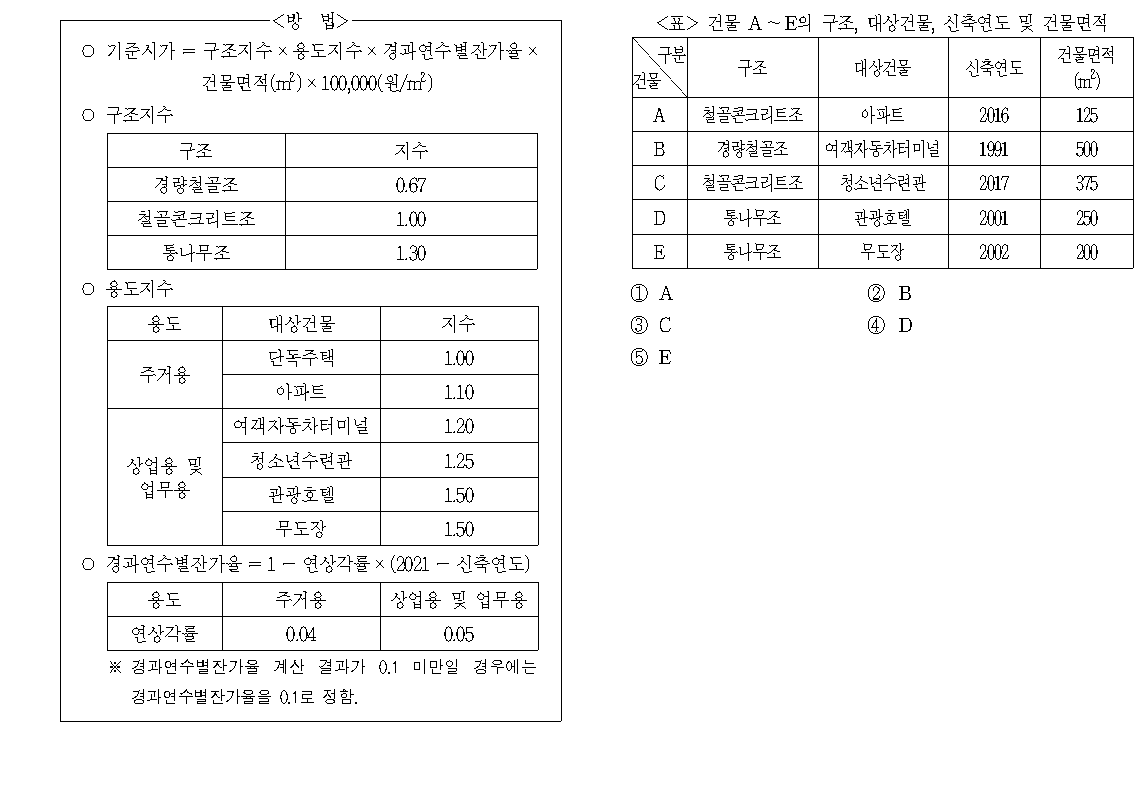 <방 법>
○ 기준시가 = 구조지수 × 용도지수 × 경과연수별잔가율 ×
건물면적(㎡) × 100,000(원/㎡)
○ 구조지수
구조 지수
경량철골조 0.67
철골콘크리트조 1.00
통나무조 1.30
○ 용도지수
용도 대상건물 지수
주거용 단독주택 1.00
아파트 1.10
상업용 및 업무용 여객자동차터미널 1.20
청소년수련관 1.25
관광호텔 1.50
무도장 1.50
○ 경과연수별잔가율 = 1 - 연상각률 × (2021 - 신축연도)
용도 주거용 상업용 및 업무용
연상각률 0.04 0.05
※ 경과연수별잔가율 계산 결과가 0.1 미만일 경우에는
경과연수별잔가율을 0.1로 정함.
<표> 건물 A ~ E의 구조, 대상건물, 신축연도 및 건물면적
구분 건물 구조 대상건물 신축연도 건물면적 (㎡)
A 철골콘크리트조 아파트 2016 125
B 경량철골조 여객자동차터미널 1991 500
C 철골콘크리트조 청소년수련관 2017 375
D 통나무조 관광호텔 2001 250
E 통나무조 무도장 2002 200
① A ② B
③ C ④ D
⑤ E